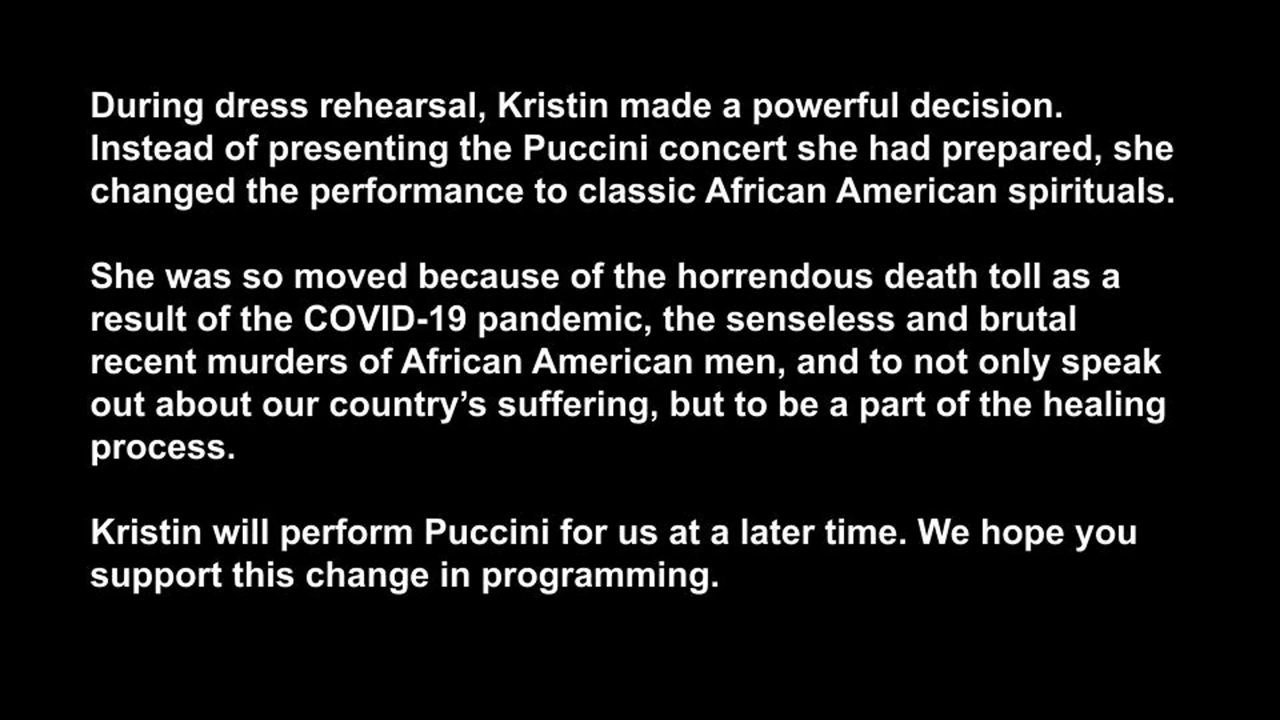 During dress rehearsal, Kristin made a powerful decision.
Instead of presenting the Puccini concert she had prepared, she
changed the performance to classic African American spirituals.
She was so moved because of the horrendous death toll as a
result of the COVID-19 pandemic, the senseless and brutal
recent murders of African American men, and to not only speak
out about our country’s suffering, but to be a part of the healing
process.
Kristin will perform Puccini for us at a later time. We hope you
support this change in programming.